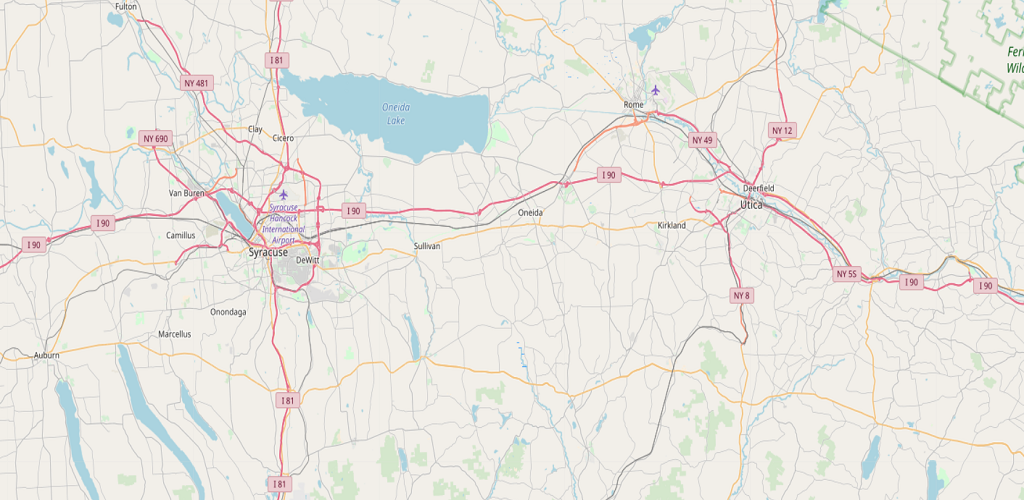 Fulton
I 81
NY 481
Fer
Wild
Oneida
Lake
Rome
Clay
NY 690
Cicero
NY 49
NY 12
I 90
Van Buren
Syracuse
Hancock
International
Airport
I 90
Deerfield
Utica
Oneida
Kirkland
I 90
Camillus
I 90
Syracuse
DeWitt
Sullivan
NY 5S
I 90
I 90
NY 8
Onondaga
Marcellus
Auburn
I 81
I 81